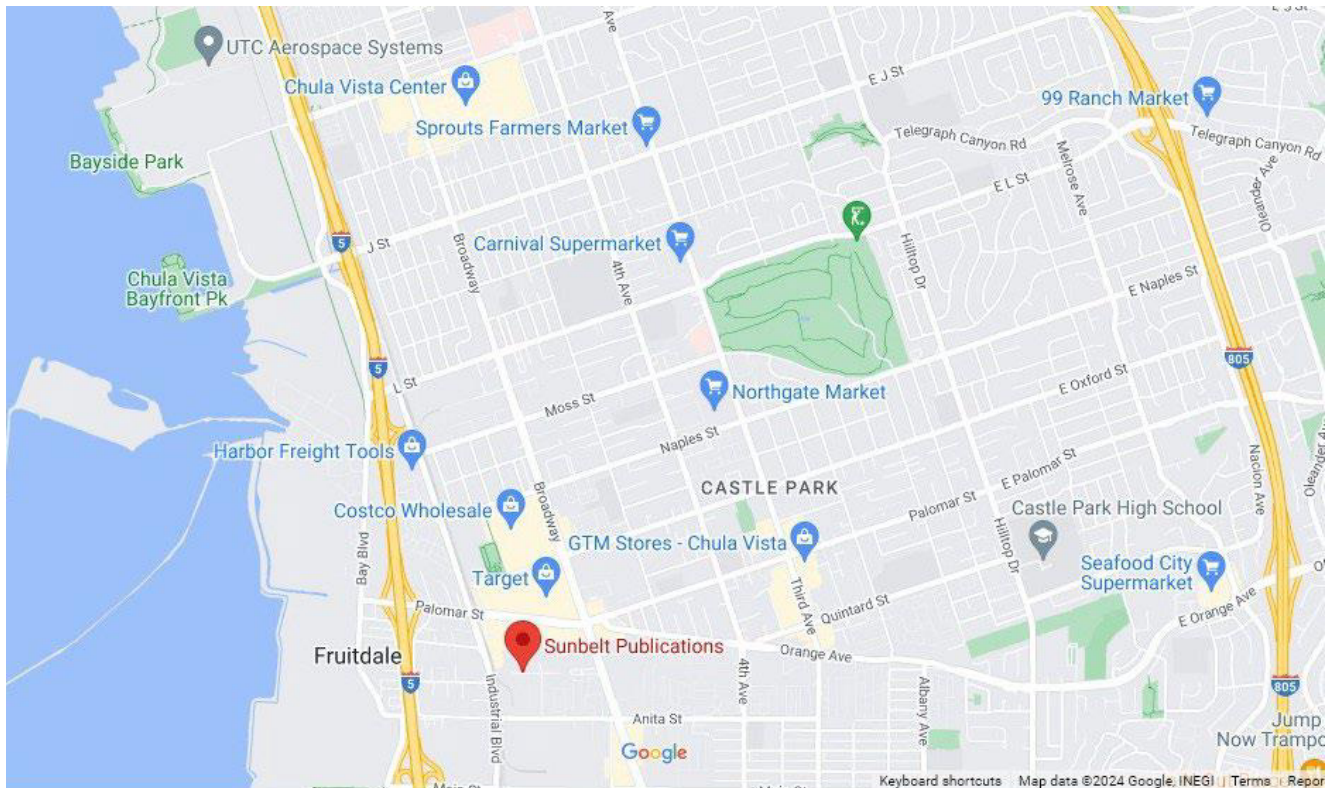 Ave
E J St
UTC Aerospace Systems
Chula Vista Center
99 Ranch Market
Sprouts Farmers Market
Telegraph Canyon Rd
Telegraph Canyon Rd
Bayside Park
Melrose Ave
Oleander Ave
E L St
5
J St
Broadway
Carnival Supermarket
4th Ave
Hilltop Dr
Chula Vista
Bayfront Pk
E Naples St
5
L St
805
E Oxford St
Moss St
Northgate Market
Naples St
Harbor Freight Tools
Nacion Ave
E Palomar St
CASTLE PARK
Palomar St
Castle Park High School
Costco Wholesale
Broadway
GTM Stores - Chula Vista
Bay Blvd
Hilltop Dr
Seafood City
Supermarket
Target
Third Ave
Quintard St
E Orange Ave
Palomar St
Sunbelt Publications
Fruitdale
Orange Ave
4th Ave
Albany Ave
5
805
Industrial Blvd
Anita St
Jump
Now Trampo
Google
Keyboard shortcuts
Map data ©2024 Google, INEGI
Terms
Repor